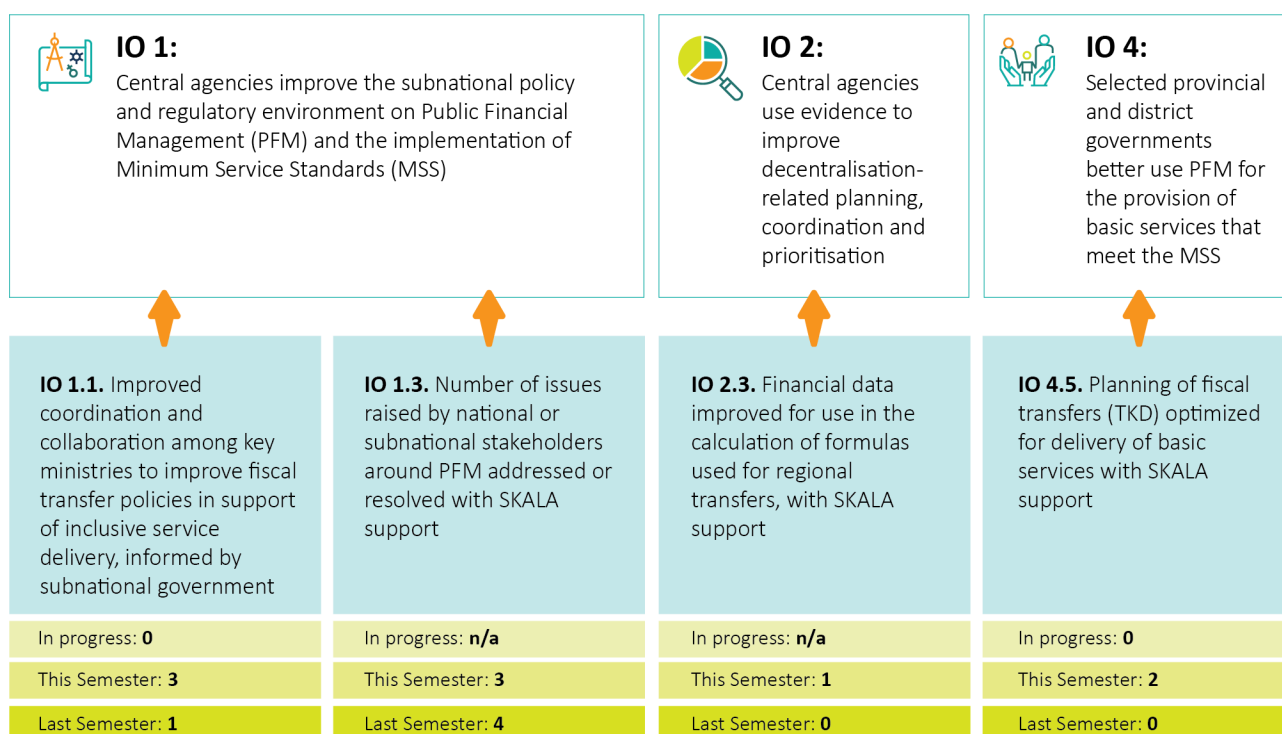 IO 1:
Central agencies improve the subnational policy
and regulatory environment on Public Financial
Management (PFM) and the implementation of
Minimum Service Standards (MSS)
IO 2:
Central agencies
use evidence to
improve
decentralisation-
related planning,
coordination and
prioritisation
IO 4:
Selected provincial
and district
governments
better use PFM for
the provision of
basic services that
meet the MSS
IO 1.1. Improved
coordination and
collaboration among key
ministries to improve fiscal
transfer policies in support
of inclusive service
delivery, informed by
subnational government
In progress: 0
This Semester: 3
Last Semester: 1
IO 1.3. Number of issues
raised by national or
subnational stakeholders
around PFM addressed or
resolved with SKALA
support
In progress: n/a
This Semester: 3
Last Semester: 4
IO 2.3. Financial data
improved for use in the
calculation of formulas
used for regional
transfers, with SKALA
support
In progress: n/a
This Semester: 1
Last Semester: 0
IO 4.5. Planning of fiscal
transfers (TKD) optimized
for delivery of basic
services with SKALA
support
In progress: 0
This Semester: 2
Last Semester: 0